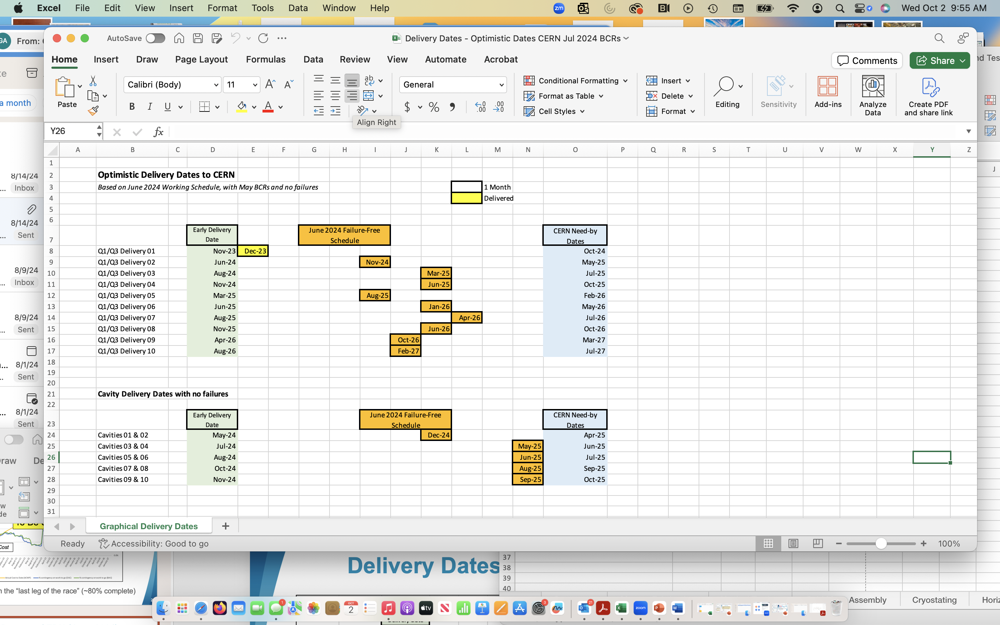 Excel File Edit View Insert Format Tools Data Window Help zm Wed Oct 2 9:55 AM
GA From:
AutoSave Delivery Dates - Optimistic Dates CERN Jul 2024 BCRs
Home Insert Draw Page Layout Formulas Data Review View Automate Acrobat Comments Share
Paste Calibri (Body) 11 General Conditional Formatting Insert
B I U A $ % Format as Table Delete Editing Sensitivity Add-ins Analyze Data Create PDF and share link
Cell Styles Format
a month
Align Right
Y26 fx
A B C D E F G H I J K L M N O P Q R S T U V W X Y Z
1
2 Optimistic Delivery Dates to CERN
3 Based on June 2024 Working Schedule, with May BCRs and no failures 1 Month
4 Delivered
5
6
7 Early Delivery Date June 2024 Failure-Free Schedule CERN Need-by Dates
8 Q1/Q3 Delivery 01 Nov-23 Dec-23 Oct-24
9 Q1/Q3 Delivery 02 Jun-24 Nov-24 May-25
10 Q1/Q3 Delivery 03 Aug-24 Mar-25 Jul-25
11 Q1/Q3 Delivery 04 Nov-24 Jun-25 Oct-25
12 Q1/Q3 Delivery 05 Mar-25 Aug-25 Feb-26
13 Q1/Q3 Delivery 06 Jun-25 Jan-26 May-26
14 Q1/Q3 Delivery 07 Aug-25 Apr-26 Jul-26
15 Q1/Q3 Delivery 08 Nov-25 Jun-26 Oct-26
16 Q1/Q3 Delivery 09 Apr-26 Oct-26 Mar-27
17 Q1/Q3 Delivery 10 Aug-26 Feb-27 Jul-27
18
19
20
21 Cavity Delivery Dates with no failures
22
23 Early Delivery Date June 2024 Failure-Free Schedule CERN Need-by Dates
24 Cavities 01 & 02 May-24 Dec-24 Apr-25
25 Cavities 03 & 04 Jul-24 May-25 Jun-25
26 Cavities 05 & 06 Aug-24 Jun-25 Jul-25
27 Cavities 07 & 08 Oct-24 Aug-25 Sep-25
28 Cavities 09 & 10 Nov-24 Sep-25 Oct-25
29
30
31
Graphical Delivery Dates +
Ready Accessibility: Good to go 100%
8/14/24
Inbox
8/14/24
Sent
8/9/24
Inbox
8/9/24
Sent
8/1/24
Sent
8/1/24
Sent
J
Cost
Delivery Dates
37
38
39
40
the “last leg of the race” (~80% complete)
Assembly Cryostating
OCT
2
tv
zoom